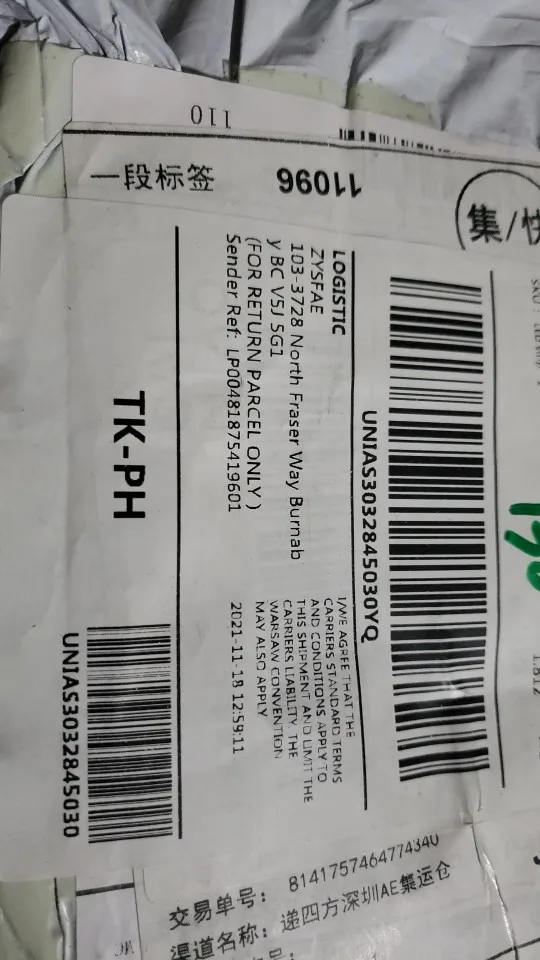 110
一段标签
11096
集/快
UNIAS3032845030YQ
LOGISTIC
ZYSFAE
103-3728 North Fraser Way Burnab
y BC V5J 5G1
(FOR RETURN PARCEL ONLY )
Sender Ref: LP00481875419601
I/WE AGREE THAT THE
CARRIERS STANDARD TERMS
AND CONDITIONS APPLY TO
THIS SHIPMENT AND LIMIT THE
CARRIERS LIABILITY. THE
WARSAW CONVENTION
MAY ALSO APPLY
2021-11-18 12:59:11
TK-PH
UNIAS3032845030
交易单号: 8141757464774340
渠道名称: 递四方深圳AE集运仓